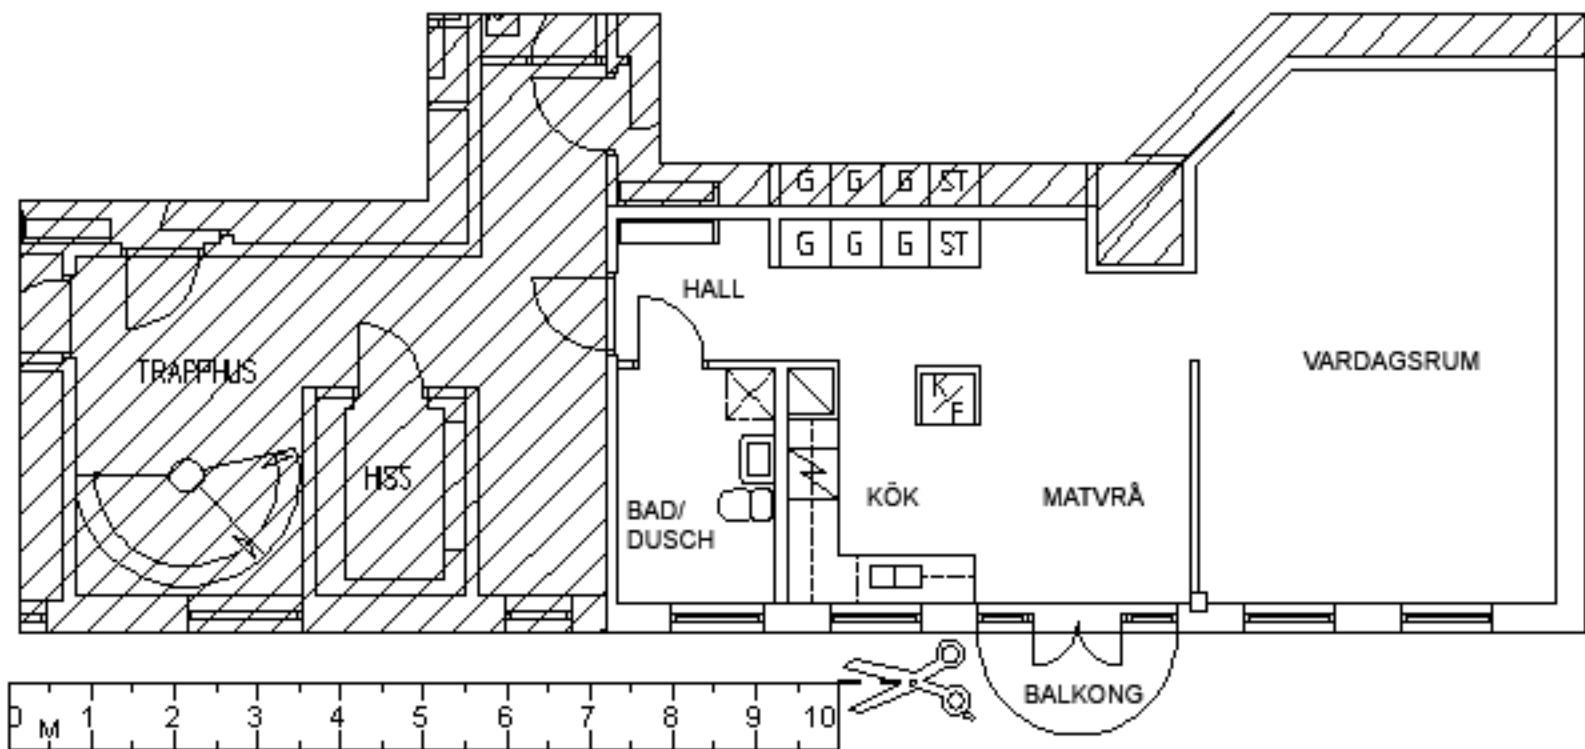 G G G ST
G G G ST
HALL
TRAPPHUS
VARDAGSRUM
K/F
HISS
KÖK
MATVRÅ
BAD/
DUSCH
BALKONG
0 M 1 2 3 4 5 6 7 8 9 10